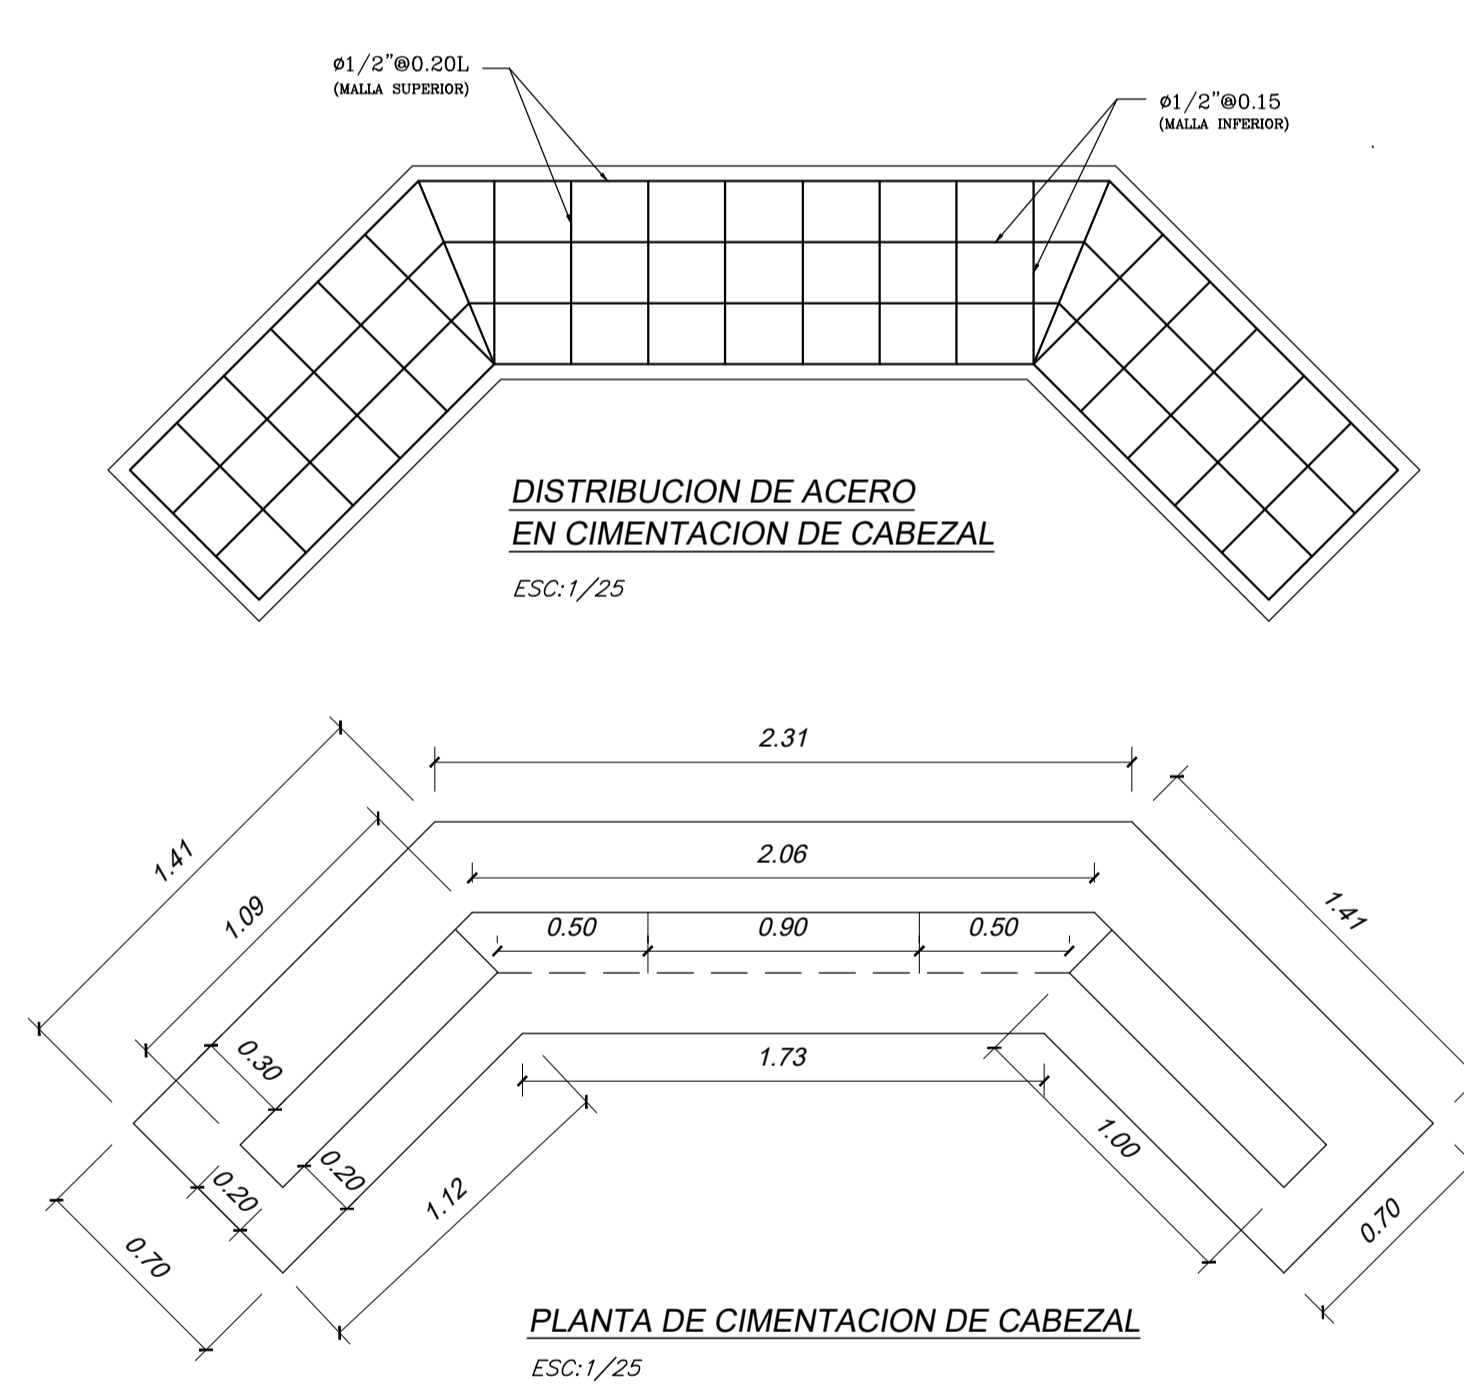 ø1/2"@0.20L
(MALLA SUPERIOR)
ø1/2"@0.15
(MALLA INFERIOR)
DISTRIBUCION DE ACERO
EN CIMENTACION DE CABEZAL
ESC:1/25
2.31
2.06
0.50 0.90 0.50
1.41
1.09
1.41
0.30
1.73
1.00
0.20
0.20
1.12
0.70
0.70
PLANTA DE CIMENTACION DE CABEZAL
ESC:1/25